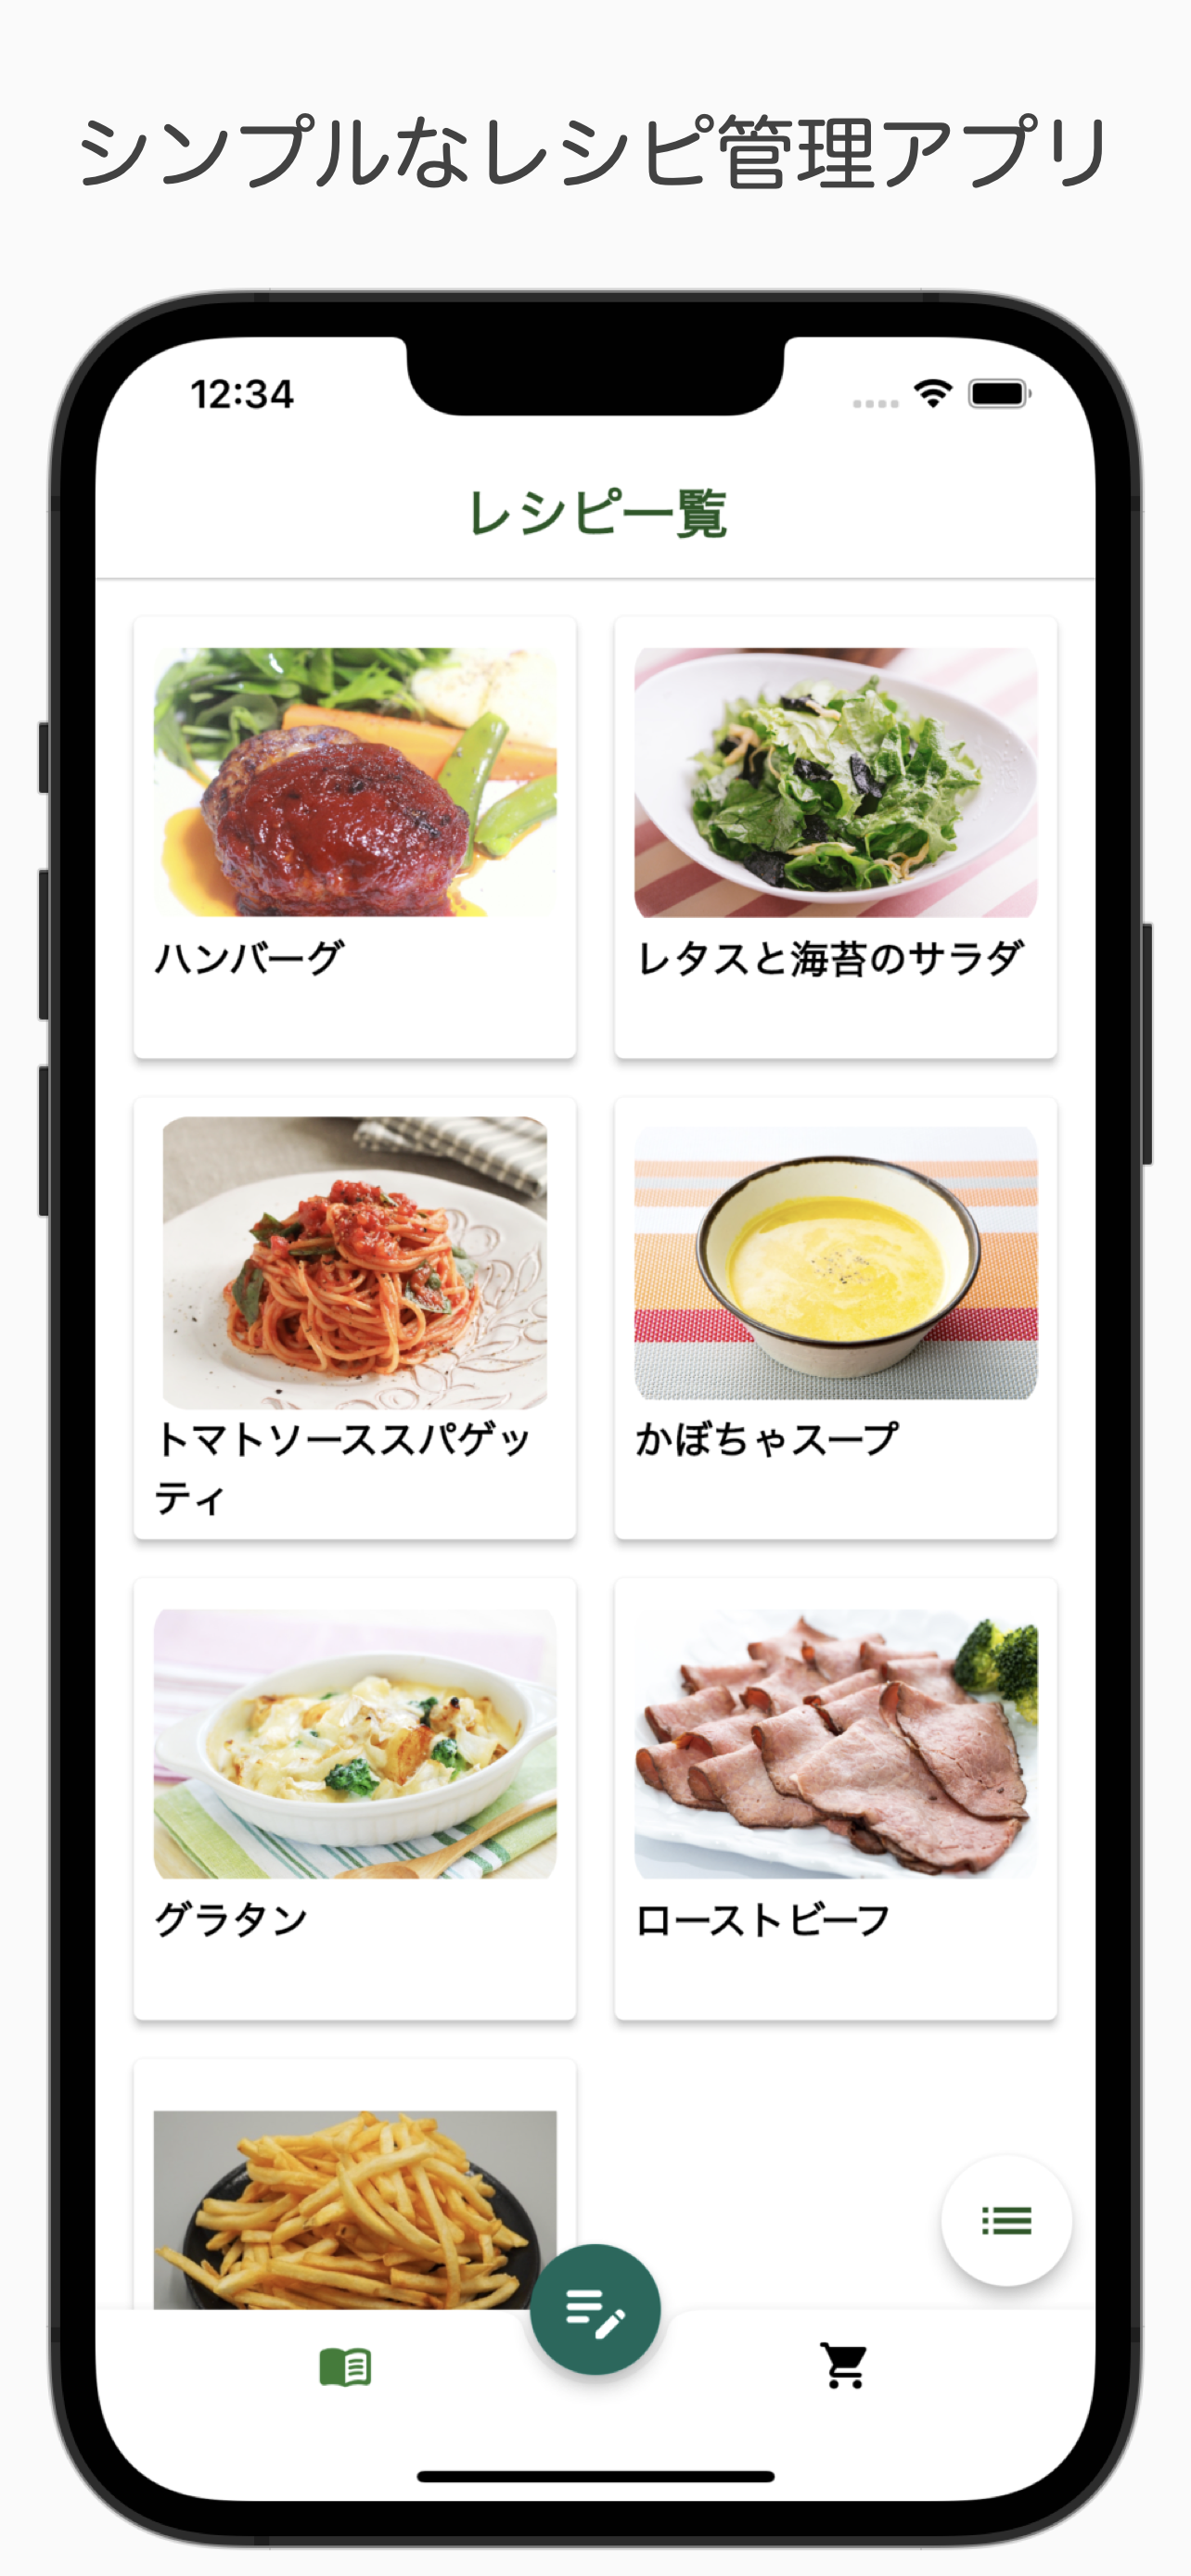 シンプルなレシピ管理アプリ
12:34
レシピ一覧
ハンバーグ
レタスと海苔のサラダ
トマトソーススパゲッ
ティ
かぼちゃスープ
グラタン
ローストビーフ